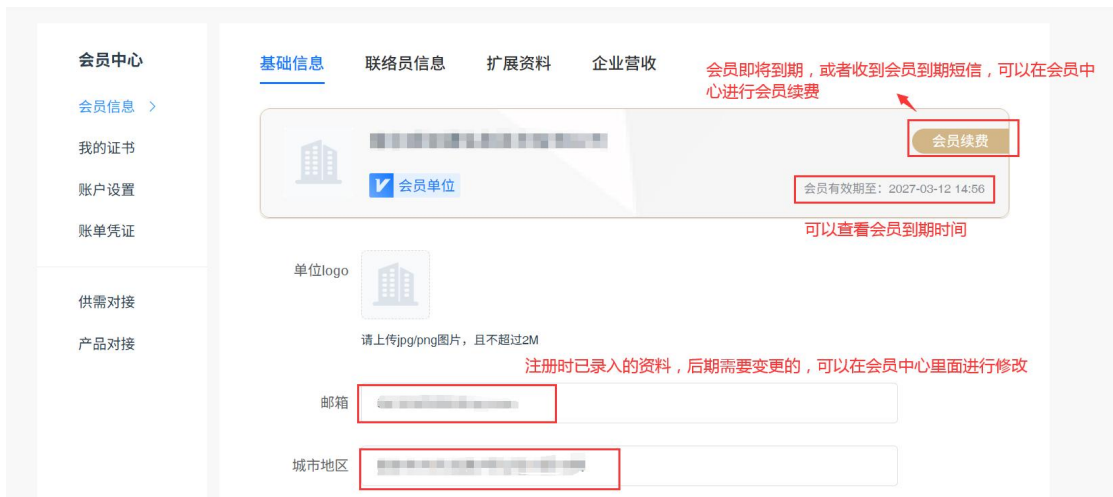 会员中心
会员信息 >
我的证书
账户设置
账单凭证
供需对接
产品对接
基础信息 联络员信息 扩展资料 企业营收
会员即将到期，或者收到会员到期短信，可以在会员中
心进行会员续费
会员续费
会员单位
会员有效期至：2027-03-12 14:56
可以查看会员到期时间
单位logo
请上传jpg/png图片，且不超过2M
注册时已录入的资料，后期需要变更的，可以在会员中心里面进行修改
邮箱
城市地区